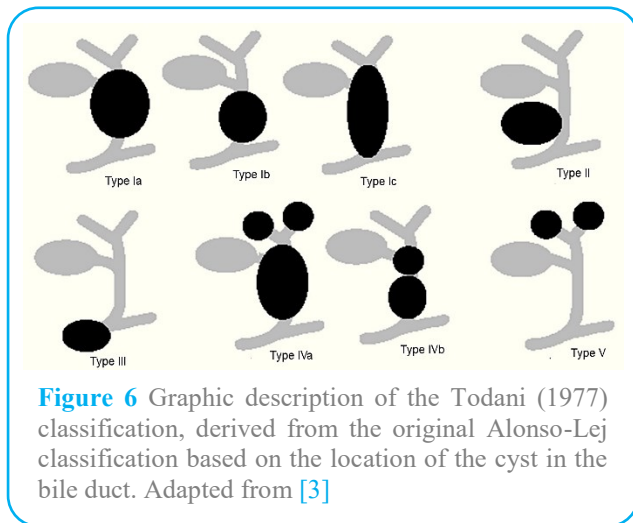 Type Ia
Type Ib
Type Ic
Type II
Type III
Type IVa
Type IVb
Type V
Figure 6 Graphic description of the Todani (1977)
classification, derived from the original Alonso-Lej
classification based on the location of the cyst in the
bile duct. Adapted from [3]